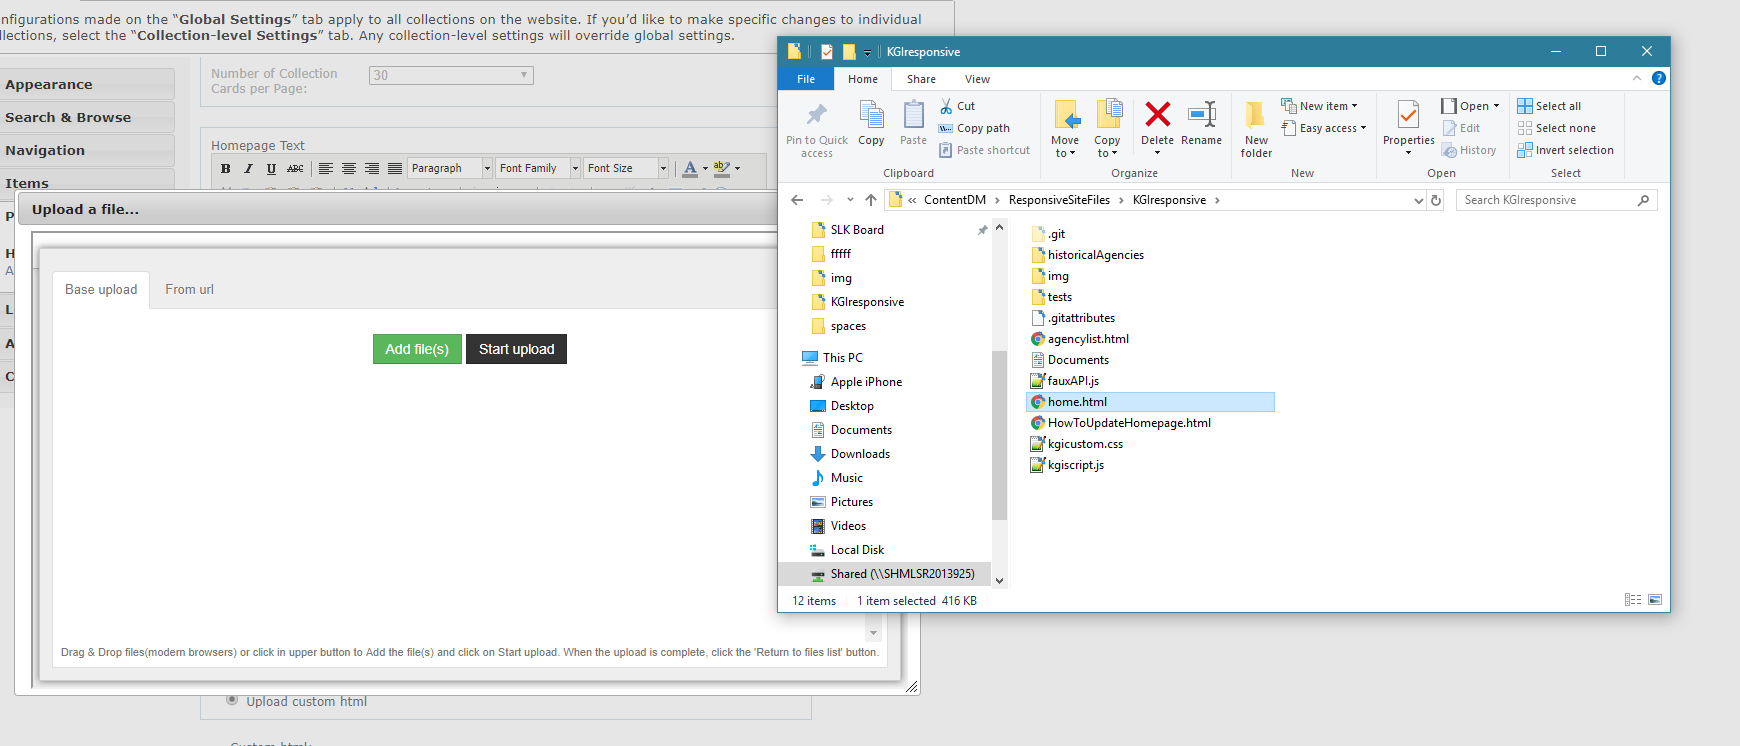 nfigurations made on the “Global Settings” tab apply to all collections on the website. If you’d like to make specific changes to individual
llections, select the “Collection-level Settings” tab. Any collection-level settings will override global settings.
Appearance
Search & Browse
Navigation
Items
P
H
A
L
A
C
Number of Collection
Cards per Page:
30
Homepage Text
B I U ABC
Paragraph
Font Family
Font Size
A
Upload a file...
Base upload
From url
Add file(s)
Start upload
Drag & Drop files(modern browsers) or click in upper button to Add the file(s) and click on Start upload. When the upload is complete, click the 'Return to files list' button.
Upload custom html
Custom html:
KGIresponsive
File
Home
Share
View
Pin to Quick
access
Copy
Paste
Cut
Copy path
Paste shortcut
Clipboard
Move
to
Copy
to
Delete
Rename
Organize
New
folder
New item
Easy access
New
Properties
Open
Edit
History
Open
Select all
Select none
Invert selection
Select
« ContentDM > ResponsiveSiteFiles > KGIresponsive >
Search KGIresponsive
SLK Board
fffff
img
KGIresponsive
spaces
This PC
Apple iPhone
Desktop
Documents
Downloads
Music
Pictures
Videos
Local Disk
Shared (\\SHMLSR2013925)
.git
historicalAgencies
img
tests
.gitattributes
agencylist.html
Documents
fauxAPI.js
home.html
HowToUpdateHomepage.html
kgicustom.css
kgiscript.js
12 items
1 item selected 416 KB